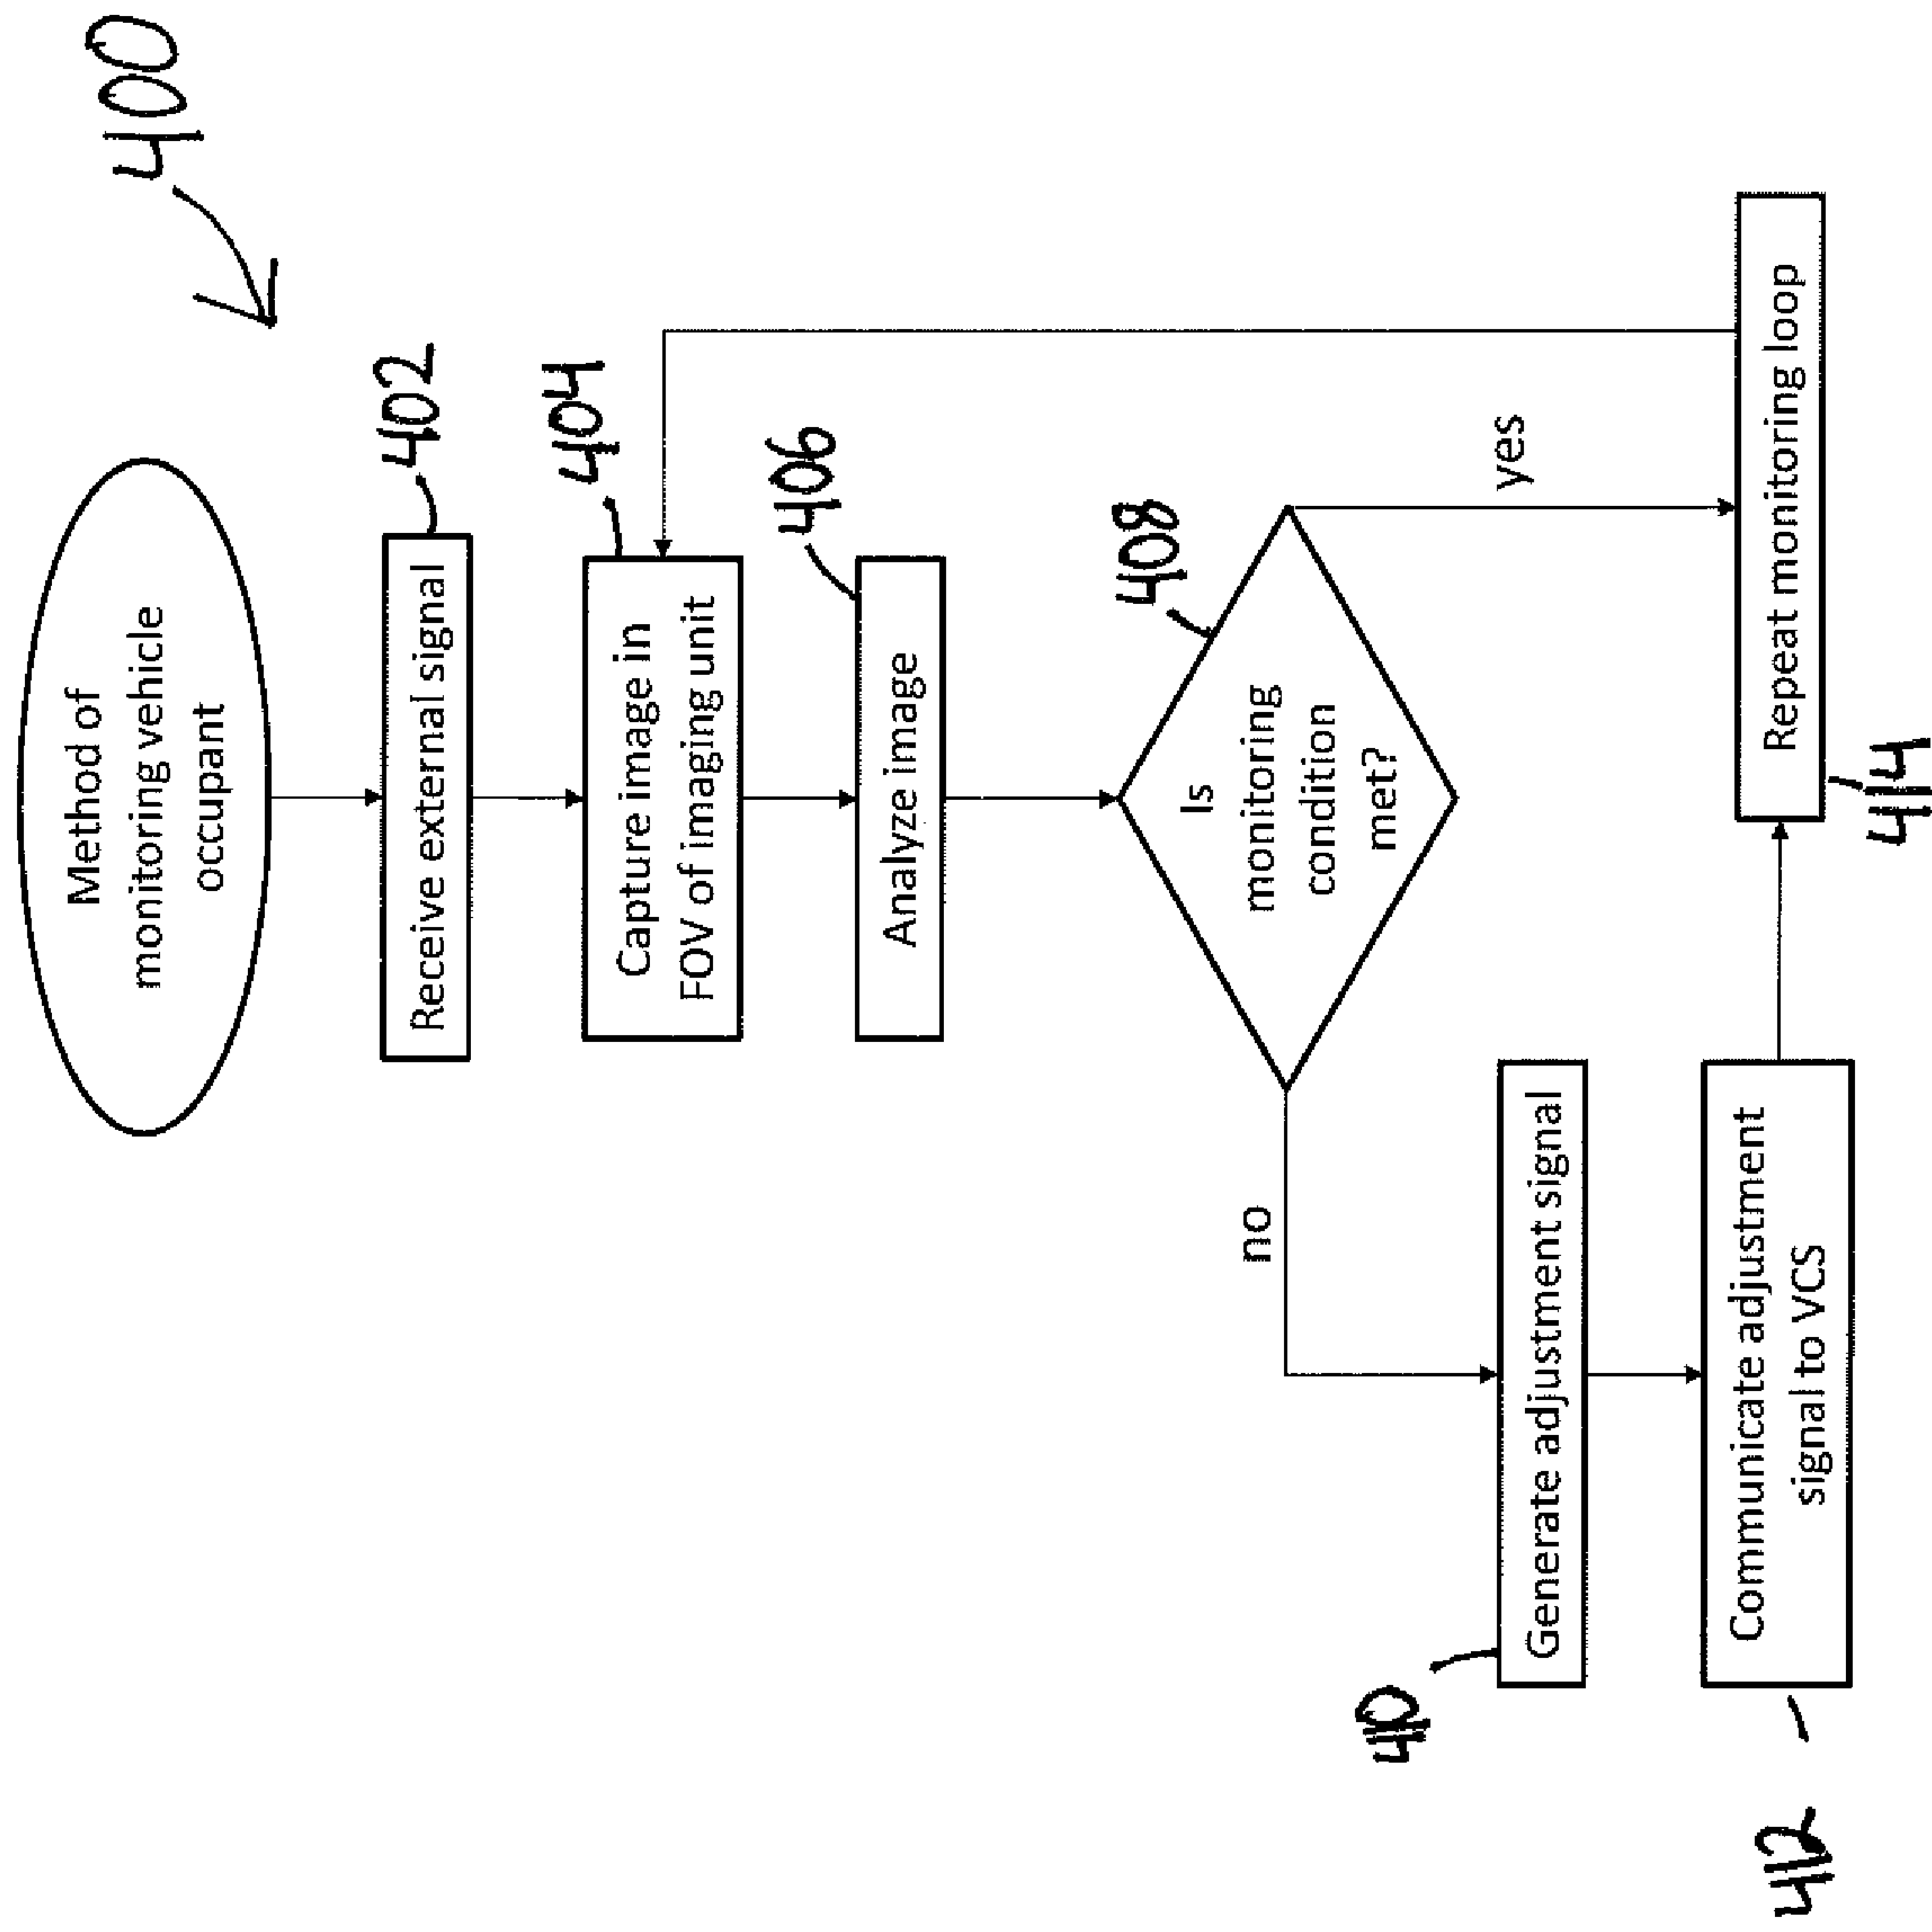 400
Method of
monitoring vehicle
occupant
402
Receive external signal
404
Capture image in
FOV of imaging unit
406
Analyze image
408
Is
monitoring
condition
met?
no
yes
410
Generate adjustment signal
412
Communicate adjustment
signal to VCS
Repeat monitoring loop
414